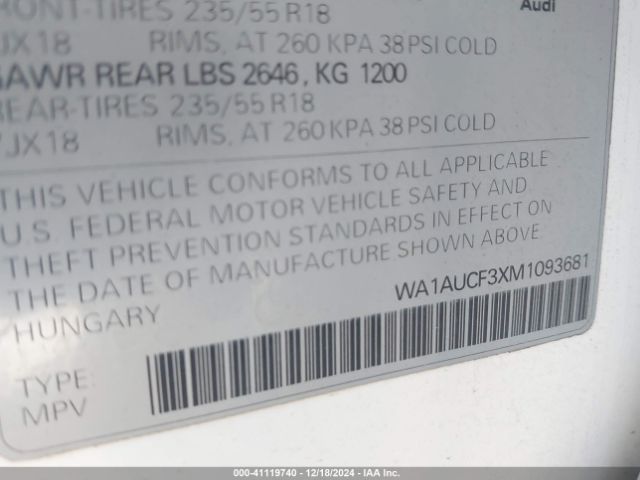 Audi
FRONT-TIRES 235/55 R18
7JX18 RIMS, AT 260 KPA 38 PSI COLD
GAWR REAR LBS 2646, KG 1200
REAR-TIRES 235/55 R18
7JX18 RIMS, AT 260 KPA 38 PSI COLD
THIS VEHICLE CONFORMS TO ALL APPLICABLE
U.S. FEDERAL MOTOR VEHICLE SAFETY AND
THEFT PREVENTION STANDARDS IN EFFECT ON
THE DATE OF MANUFACTURE SHOWN ABOVE
HUNGARY
WA1AUCF3XM1093681
TYPE:
MPV
000-41119740 • 12/18/2024 • IAA Inc.